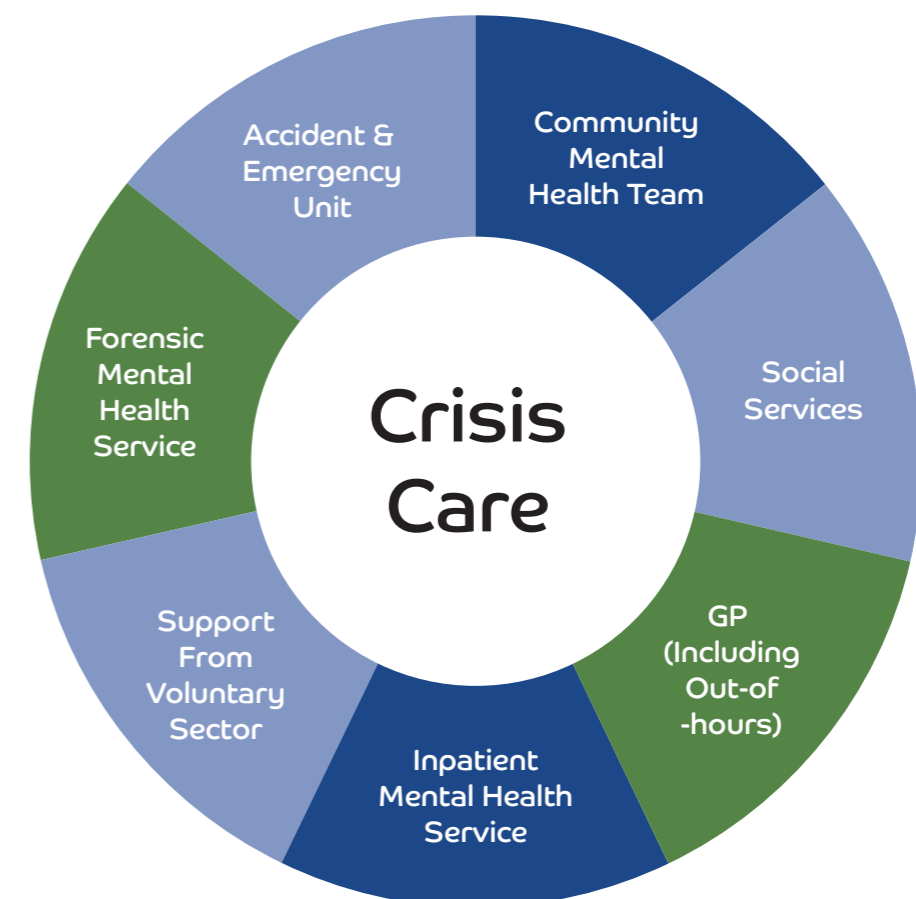 Accident &
Emergency
Unit
Community
Mental
Health Team
Social
Services
GP
(Including
Out-of
-hours)
Inpatient
Mental Health
Service
Support
From
Voluntary
Sector
Forensic
Mental
Health
Service
Crisis
Care